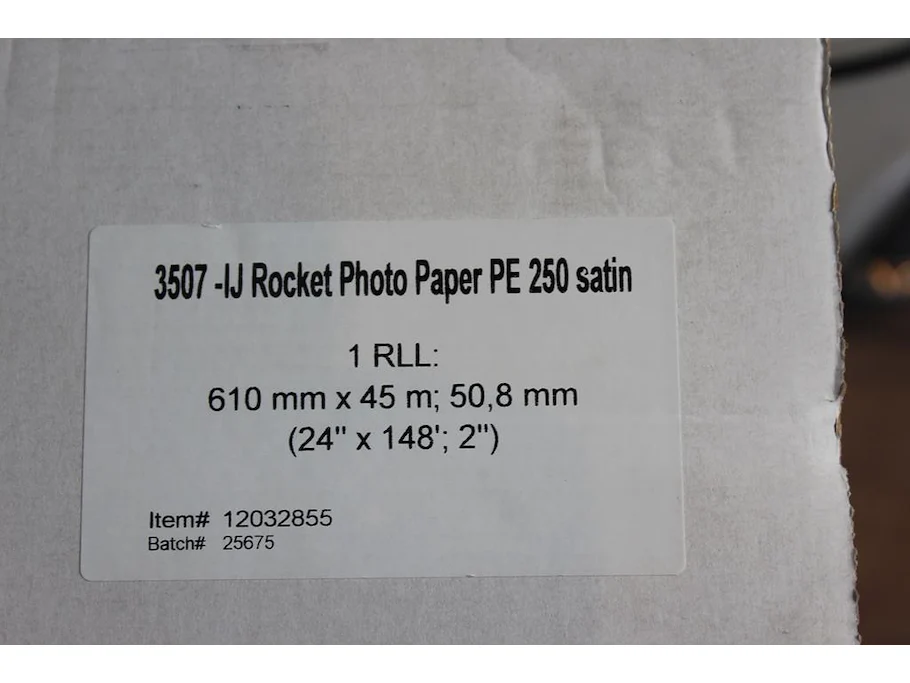 3507 -IJ Rocket Photo Paper PE 250 satin
1 RLL:
610 mm x 45 m; 50,8 mm
(24" x 148'; 2")
Item# 12032855
Batch# 25675